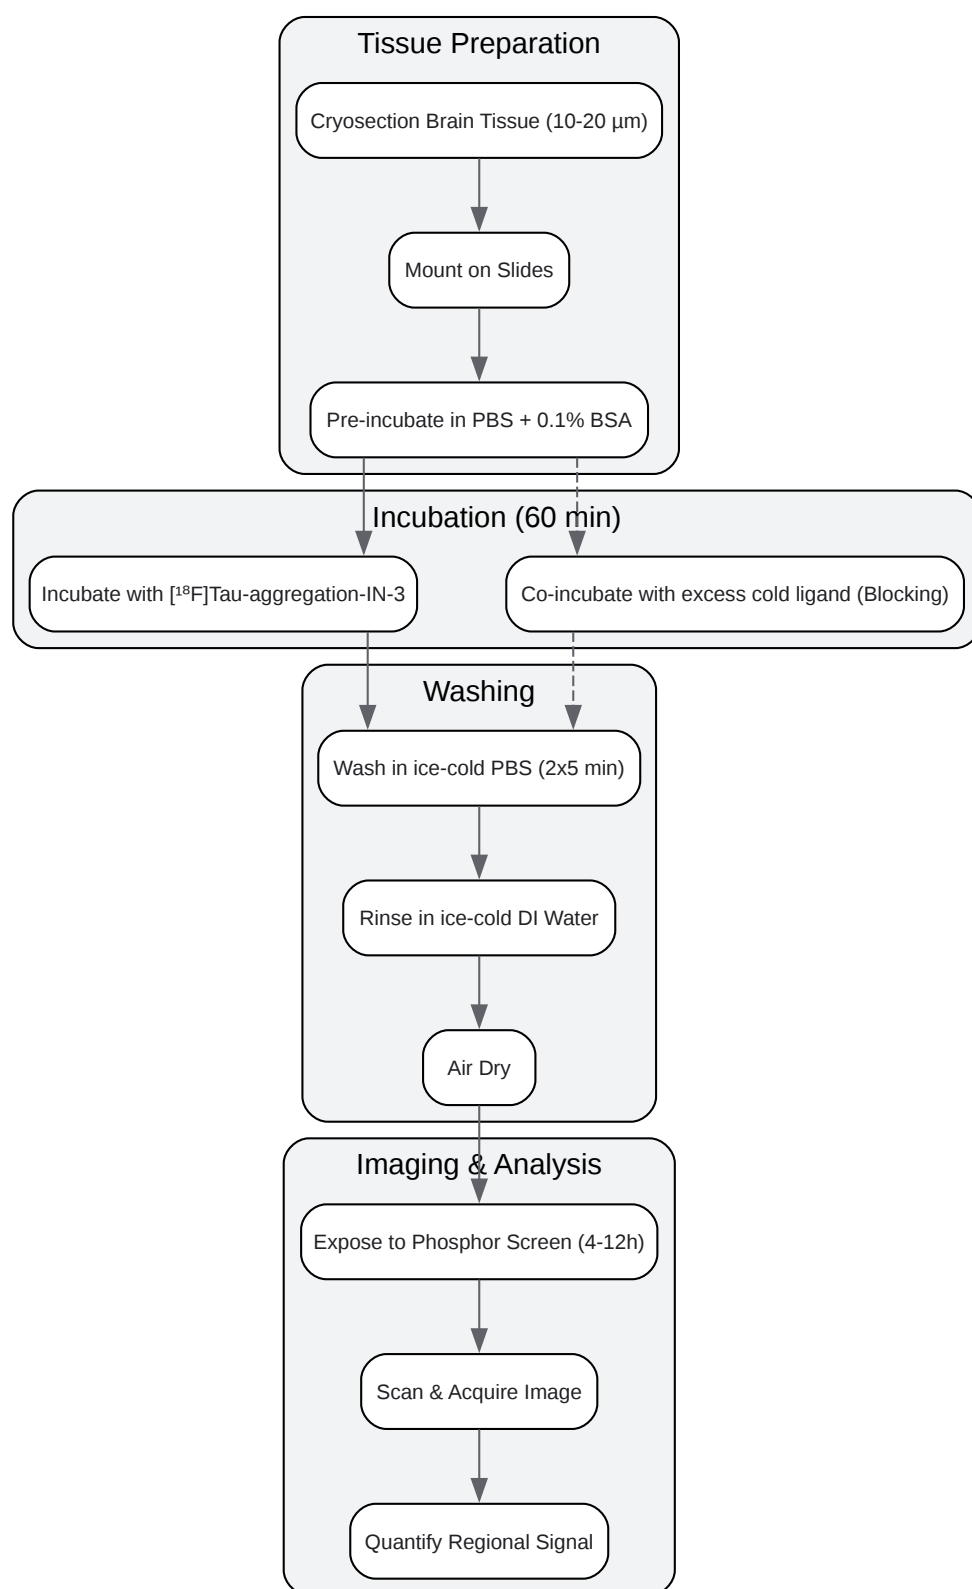 Tissue Preparation
Cryosection Brain Tissue (10-20 µm)
Mount on Slides
Pre-incubate in PBS + 0.1% BSA
Incubation (60 min)
Incubate with [¹⁸F]Tau-aggregation-IN-3
Co-incubate with excess cold ligand (Blocking)
Washing
Wash in ice-cold PBS (2x5 min)
Rinse in ice-cold DI Water
Air Dry
Imaging & Analysis
Expose to Phosphor Screen (4-12h)
Scan & Acquire Image
Quantify Regional Signal